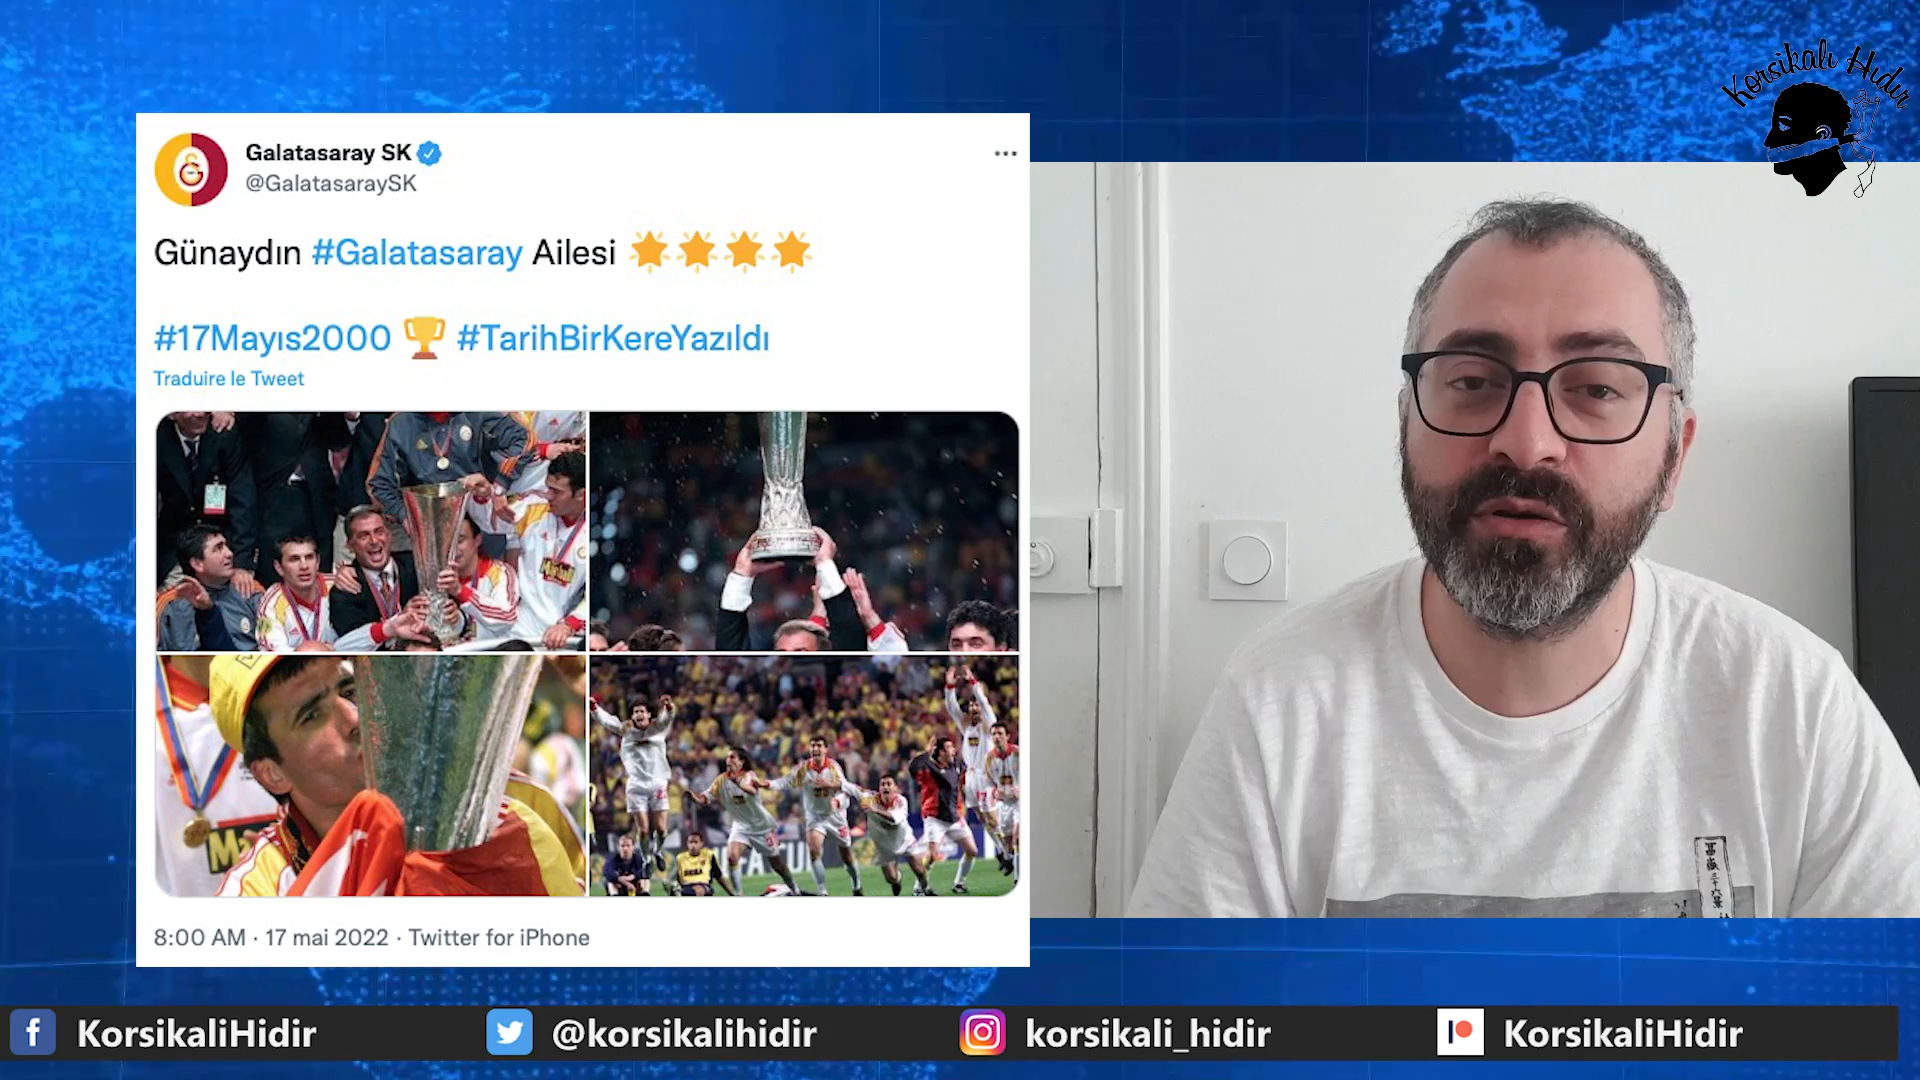 Korsikalı Hıdır
Galatasaray SK
@GalatasaraySK
Günaydın #Galatasaray Ailesi
#17Mayıs2000 🏆 #TarihBirKereYazıldı
Traduire le Tweet
8:00 AM · 17 mai 2022 · Twitter for iPhone
KorsikaliHidir
@korsikalihidir
korsikali_hidir
KorsikaliHidir